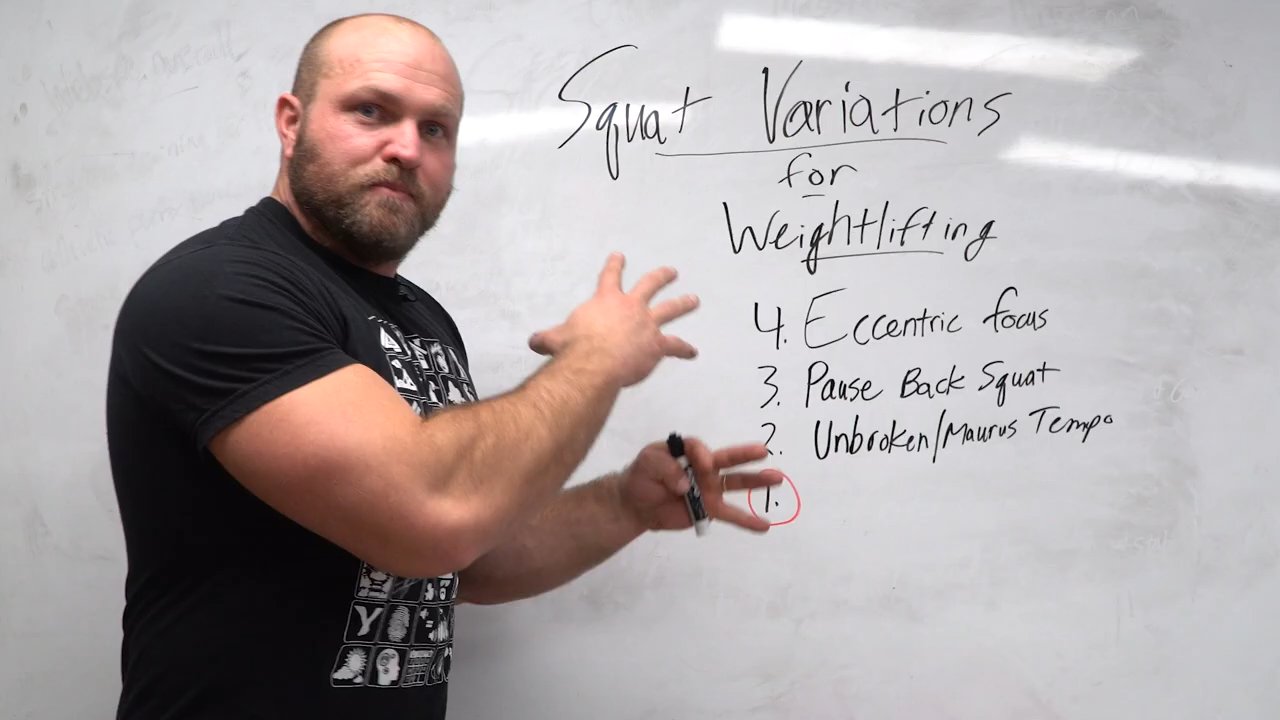 Squat Variations
for
Weightlifting
4. Eccentric focus
3. Pause Back Squat
2. Unbroken/Maurus Tempo
1.
Y